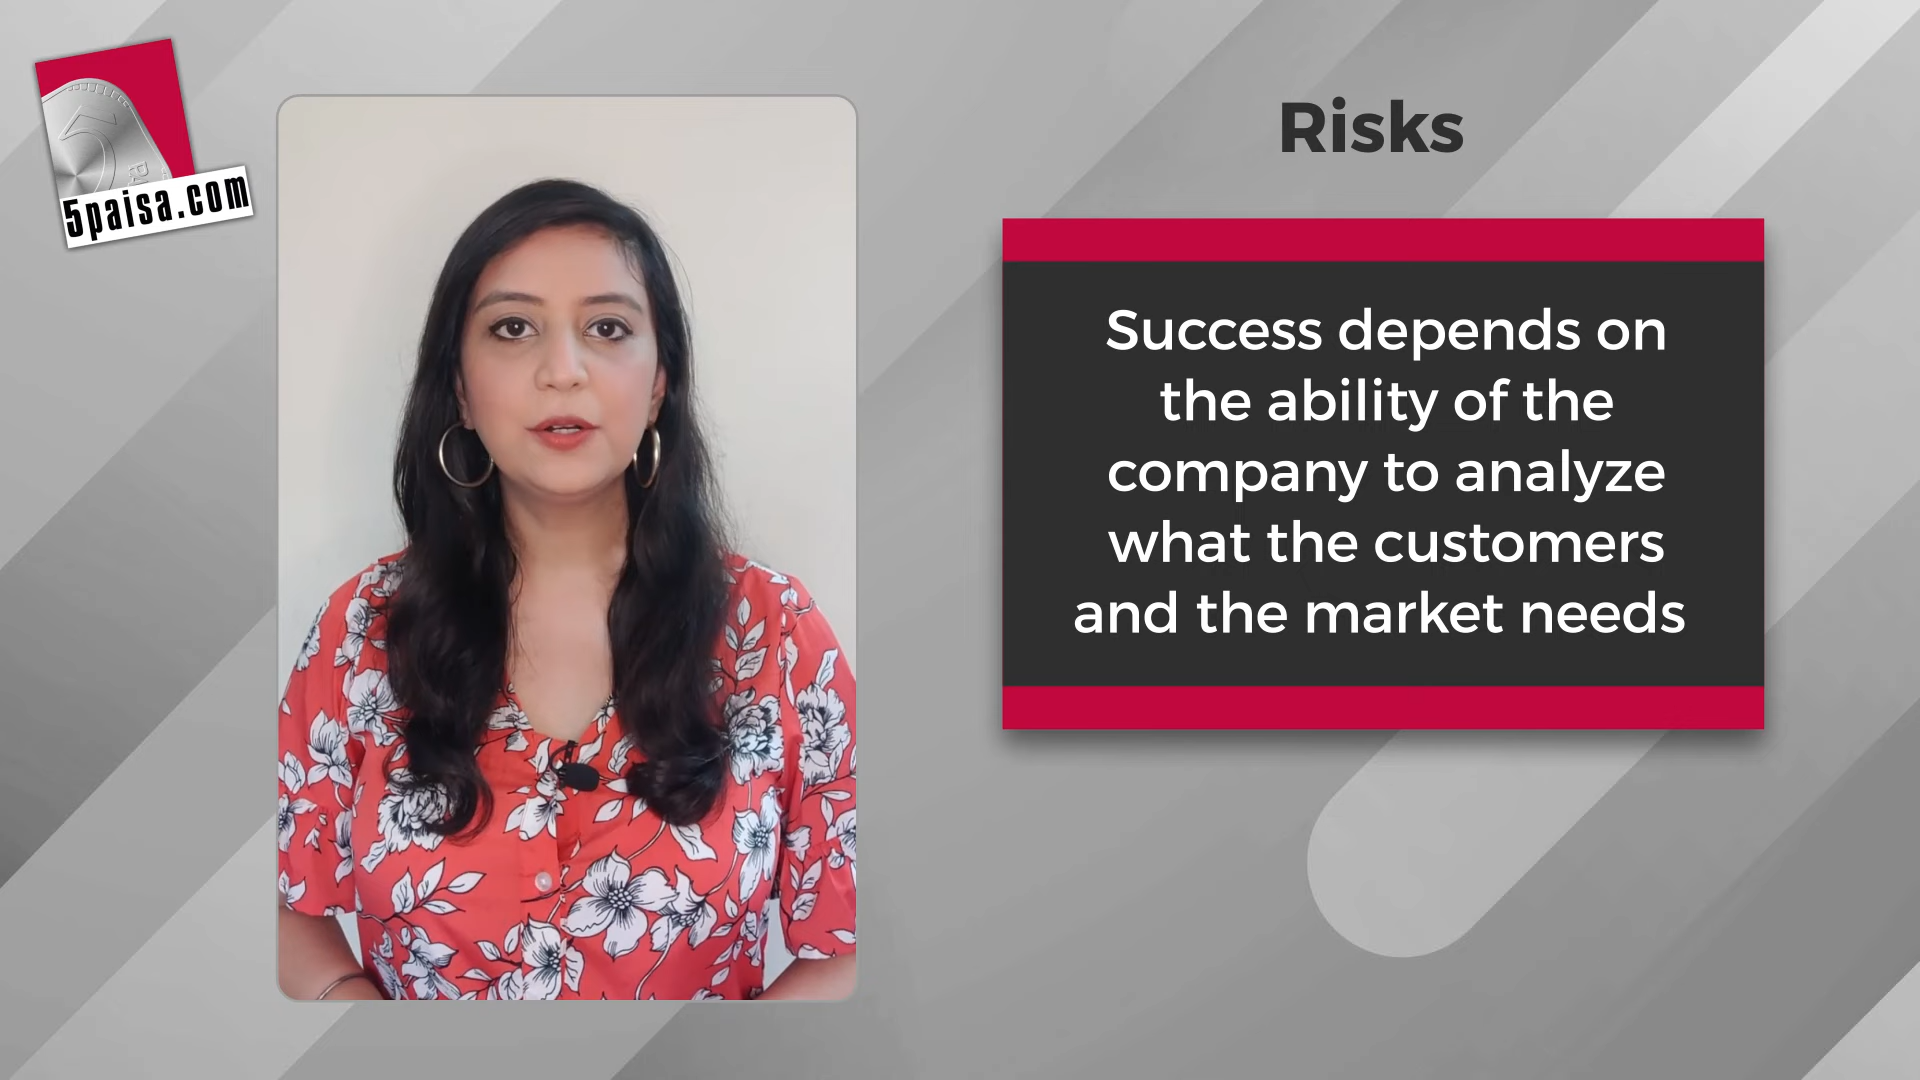 5paisa.com
Risks
Success depends on
the ability of the
company to analyze
what the customers
and the market needs